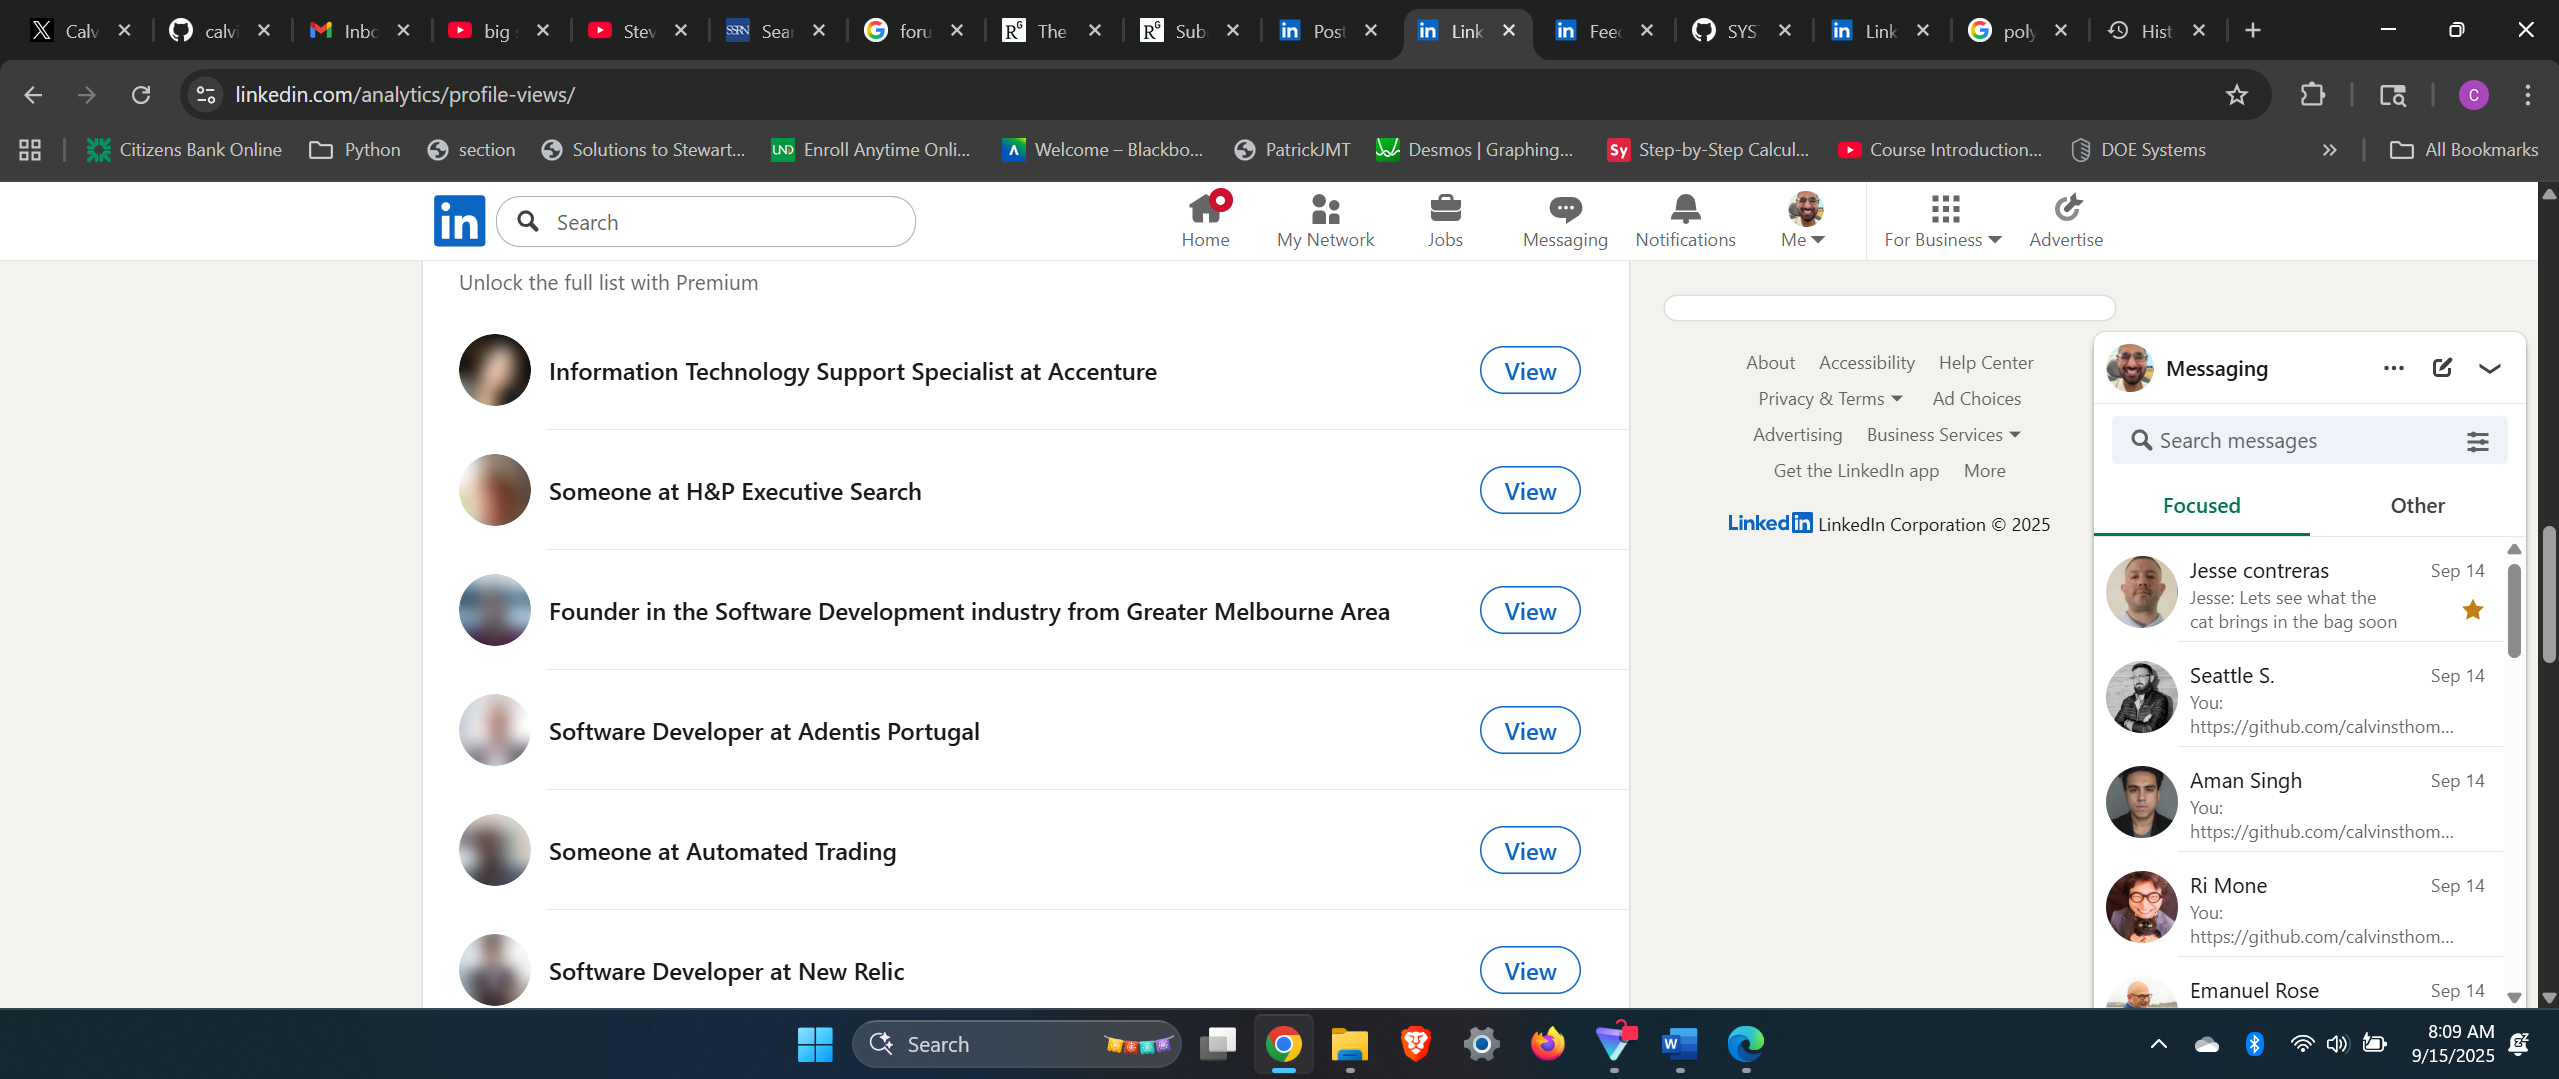 Calv
calvi
Inbo
big
Stev
SSRN
Sear
foru
The
Sub
Post
Link
Feed
SYS
Link
poly
Hist
linkedin.com/analytics/profile-views/
C
Citizens Bank Online
Python
section
Solutions to Stewart...
UND
Enroll Anytime Onli...
Welcome – Blackbo...
PatrickJMT
Desmos | Graphing...
Sy
Step-by-Step Calcul...
Course Introduction...
DOE Systems
»
All Bookmarks
in
Search
Home
My Network
Jobs
Messaging
Notifications
Me
For Business
Advertise
Unlock the full list with Premium
Information Technology Support Specialist at Accenture
View
Someone at H&P Executive Search
View
Founder in the Software Development industry from Greater Melbourne Area
View
Software Developer at Adentis Portugal
View
Someone at Automated Trading
View
Software Developer at New Relic
View
About Accessibility Help Center
Privacy & Terms Ad Choices
Advertising Business Services
Get the LinkedIn app More
LinkedIn LinkedIn Corporation © 2025
Messaging
Search messages
Focused Other
Jesse contreras Sep 14
Jesse: Lets see what the
cat brings in the bag soon
Seattle S. Sep 14
You:
https://github.com/calvinsthom...
Aman Singh Sep 14
You:
https://github.com/calvinsthom...
Ri Mone Sep 14
You:
https://github.com/calvinsthom...
Emanuel Rose Sep 14
Search
8:09 AM
9/15/2025